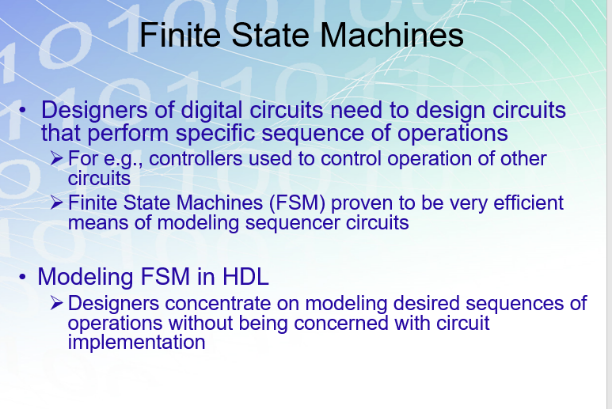 Finite State Machines
• Designers of digital circuits need to design circuits
that perform specific sequence of operations
➢ For e.g., controllers used to control operation of other
circuits
➢ Finite State Machines (FSM) proven to be very efficient
means of modeling sequencer circuits
• Modeling FSM in HDL
➢ Designers concentrate on modeling desired sequences of
operations without being concerned with circuit
implementation